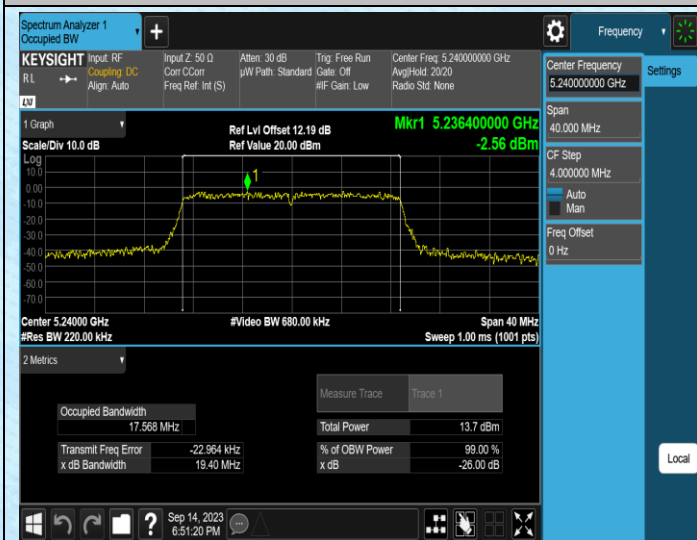 Spectrum Analyzer 1
Occupied BW
+
Frequency
KEYSIGHT
RL
LXI
Input: RF
Coupling: DC
Align: Auto
Input Z: 50 Ω
Corr CCorr
Freq Ref: Int (S)
Atten: 30 dB
µW Path: Standard
Trig: Free Run
Gate: Off
#IF Gain: Low
Center Freq: 5.240000000 GHz
Avg|Hold: 20/20
Radio Std: None
Center Frequency
5.240000000 GHz
Settings
Span
40.000 MHz
CF Step
4.000000 MHz
Auto
Man
Freq Offset
0 Hz
1 Graph
Scale/Div 10.0 dB
Ref Lvl Offset 12.19 dB
Ref Value 20.00 dBm
Mkr1 5.236400000 GHz
-2.56 dBm
Log
10.0
0.00
-10.0
-20.0
-30.0
-40.0
-50.0
-60.0
-70.0
1
Center 5.24000 GHz
#Res BW 220.00 kHz
#Video BW 680.00 kHz
Span 40 MHz
Sweep 1.00 ms (1001 pts)
2 Metrics
Measure Trace Trace 1
Occupied Bandwidth
17.568 MHz
Total Power 13.7 dBm
Transmit Freq Error -22.964 kHz
% of OBW Power 99.00 %
x dB Bandwidth 19.40 MHz
x dB -26.00 dB
Local
?
Sep 14, 2023
6:51:20 PM